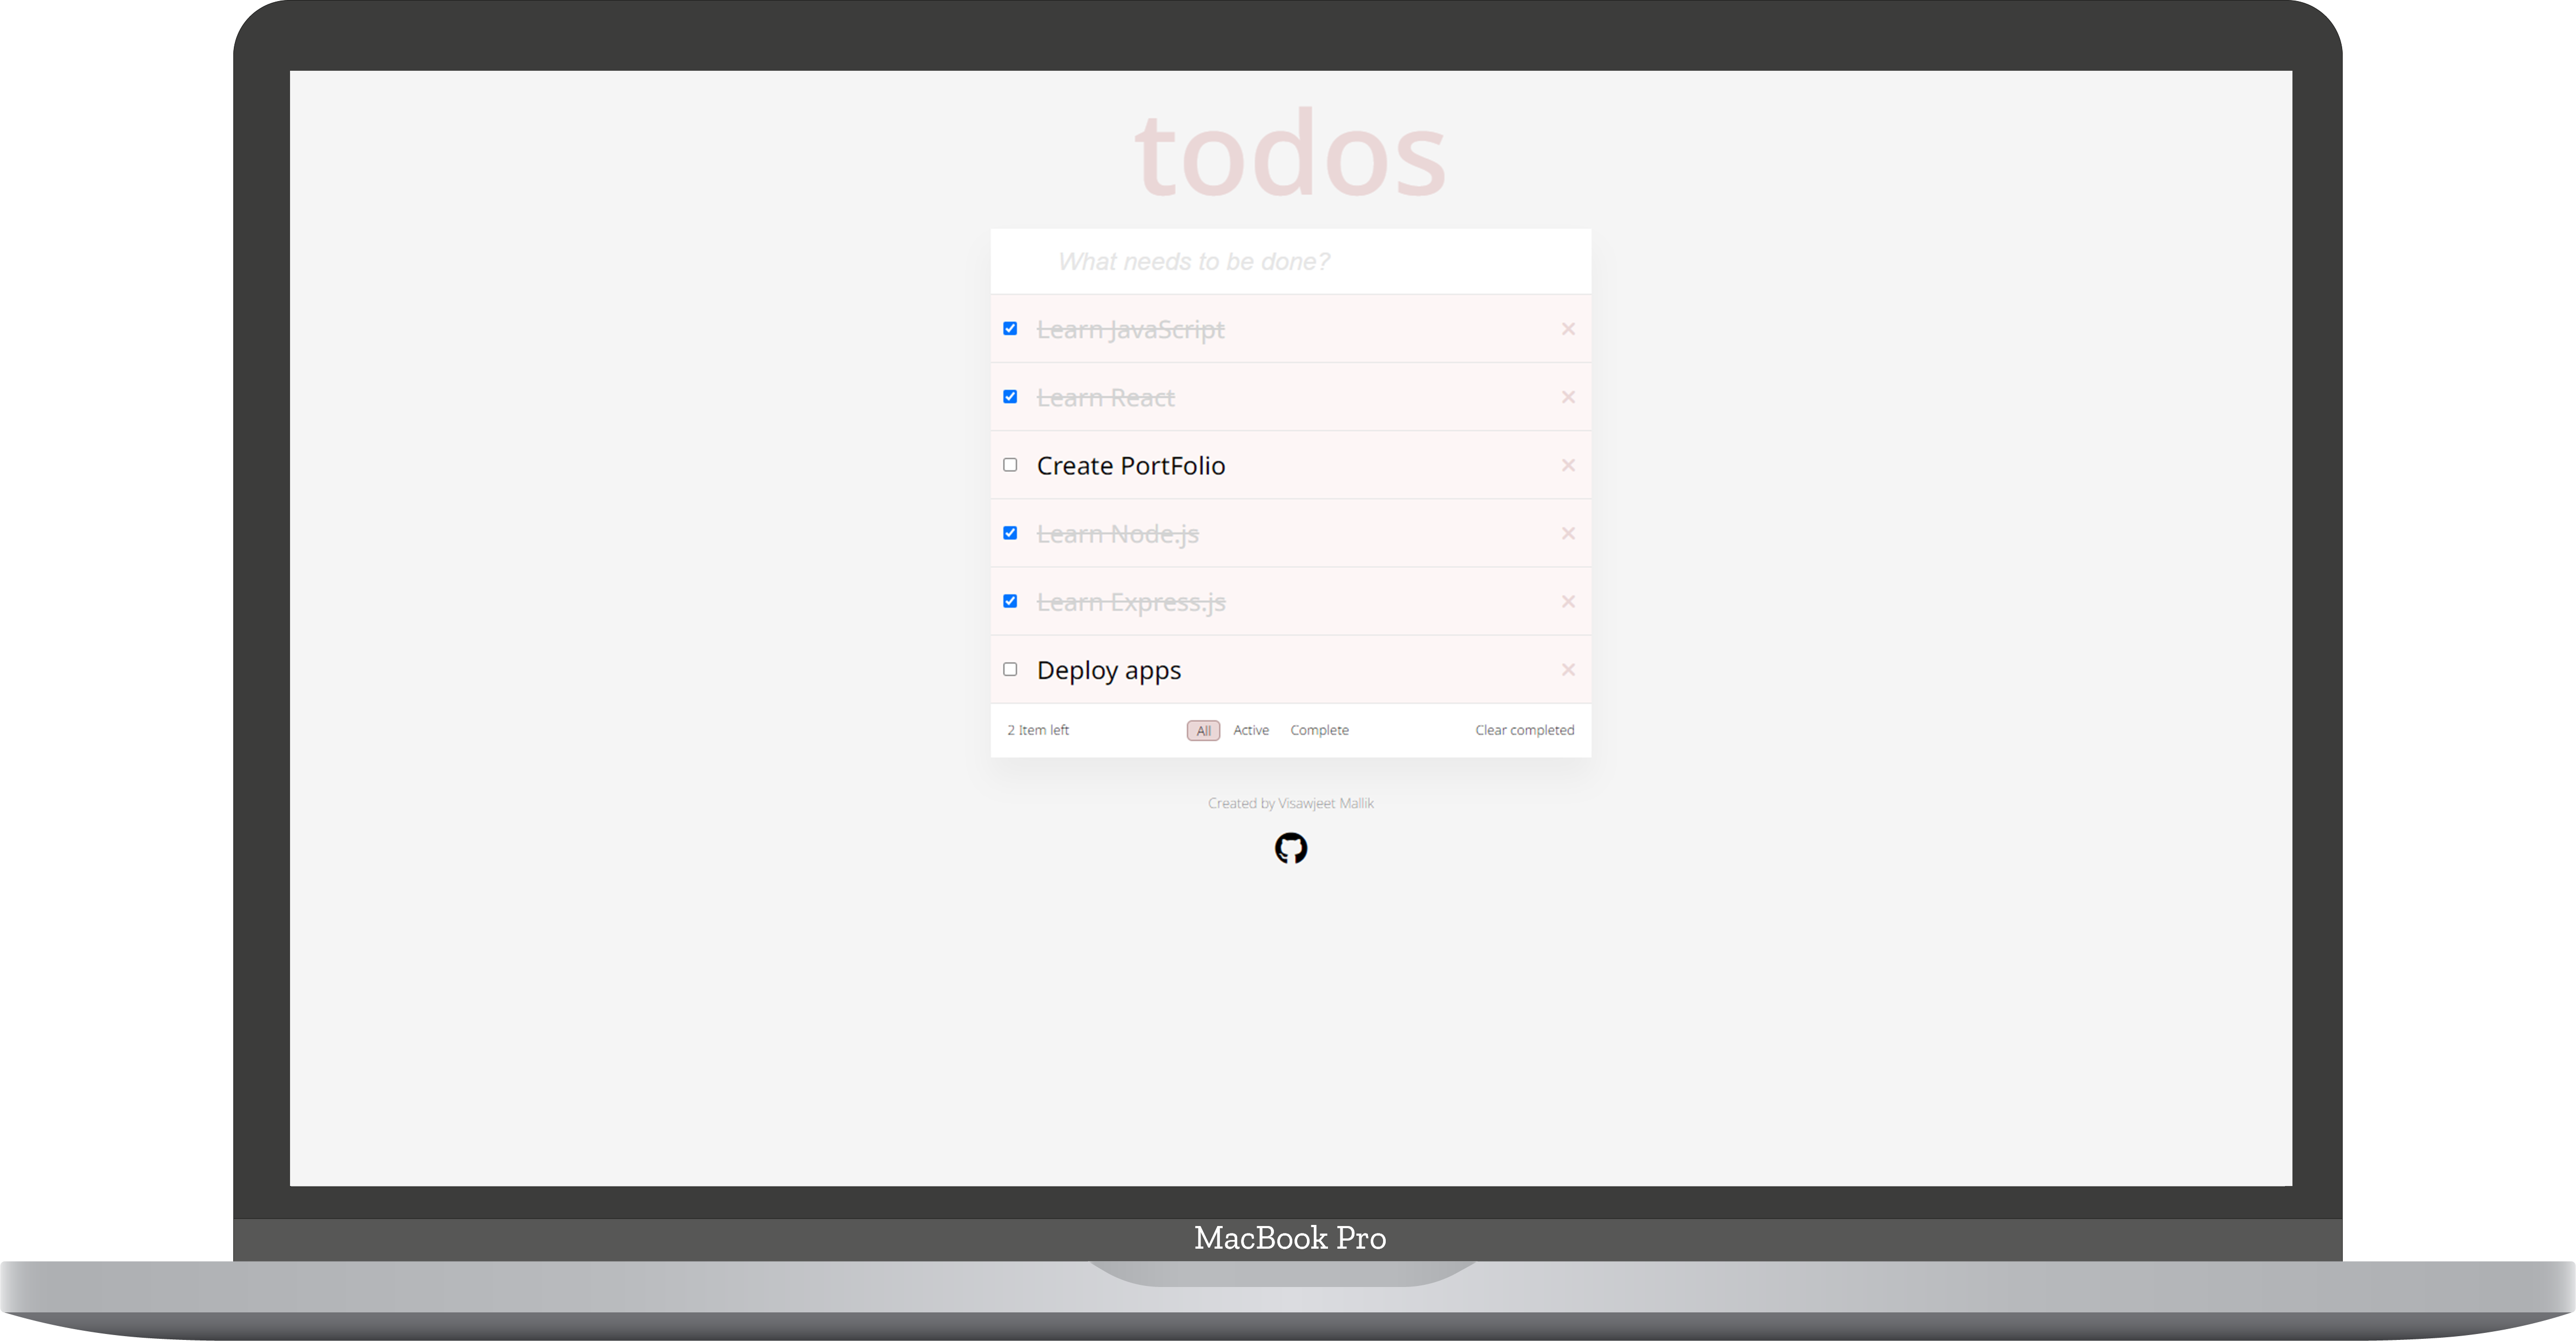 todos
What needs to be done?
Learn JavaScript
Learn React
Create PortFolio
Learn Node.js
Learn Express.js
Deploy apps
2 Item left All Active Complete Clear completed
Created by Visawjeet Mallik
MacBook Pro